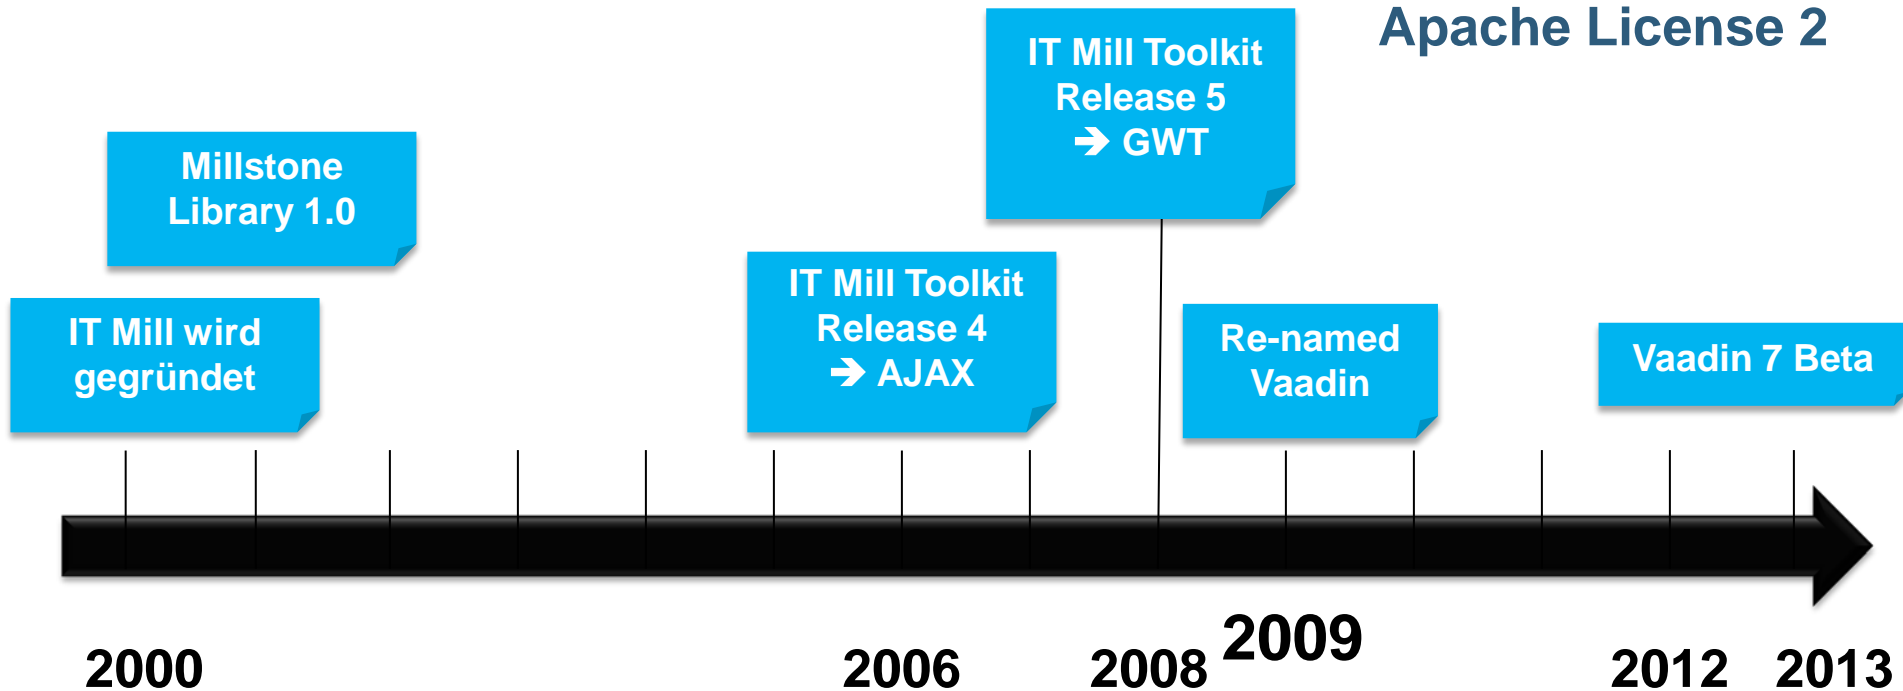 Apache License 2
IT Mill Toolkit
Release 5
➔ GWT
Millstone
Library 1.0
IT Mill Toolkit
Release 4
➔ AJAX
IT Mill wird
gegründet
Re-named
Vaadin
Vaadin 7 Beta
2000
2006
2008
2009
2012
2013